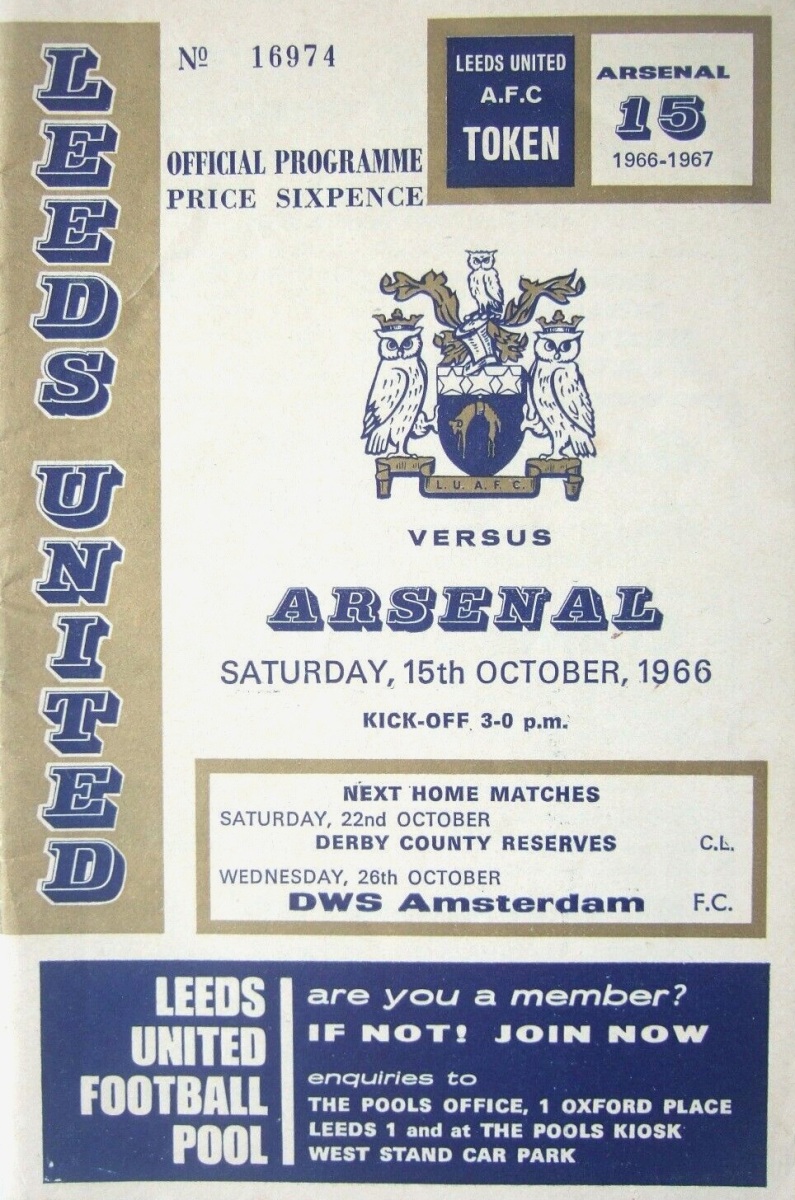 LEEDS UNITED
Nº 16974
OFFICIAL PROGRAMME
PRICE SIXPENCE
LEEDS UNITED
A.F.C
TOKEN
ARSENAL
15
1966-1967
L. U. A. F. C.
VERSUS
ARSENAL
SATURDAY, 15th OCTOBER, 1966
KICK-OFF 3-0 p.m.
NEXT HOME MATCHES
SATURDAY, 22nd OCTOBER
DERBY COUNTY RESERVES C.L.
WEDNESDAY, 26th OCTOBER
DWS Amsterdam F.C.
LEEDS
UNITED
FOOTBALL
POOL
are you a member?
IF NOT! JOIN NOW
enquiries to
THE POOLS OFFICE, 1 OXFORD PLACE
LEEDS 1 and at THE POOLS KIOSK
WEST STAND CAR PARK